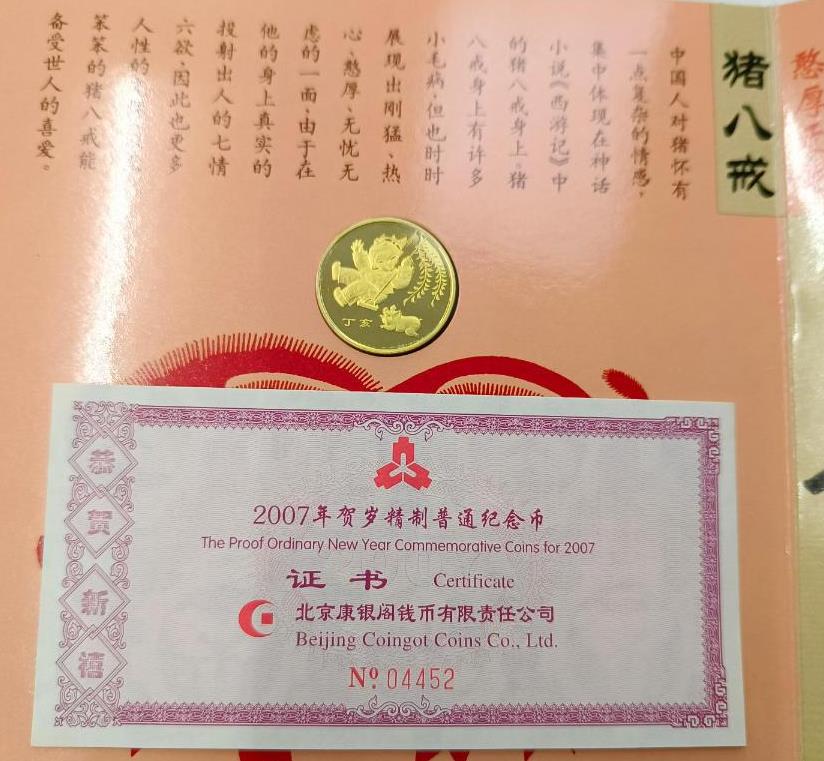 憨厚
猪八戒
中国人对猪怀有
一点复杂的情感，
集中体现在神话
小说《西游记》中
的猪八戒身上。猪
八戒身上有许多
小毛病，但也时时
展现出刚猛、热
心、憨厚、无忧无
虑的一面，由于在
他的身上真实的
投射出人的七情
六欲，因此也更多
人性的
笨笨的猪八戒能
备受世人的喜爱。
丁亥
恭贺新禧
2007年贺岁精制普通纪念币
The Proof Ordinary New Year Commemorative Coins for 2007
证书 Certificate
北京康银阁钱币有限责任公司
Beijing Coingot Coins Co., Ltd.
№ 04452